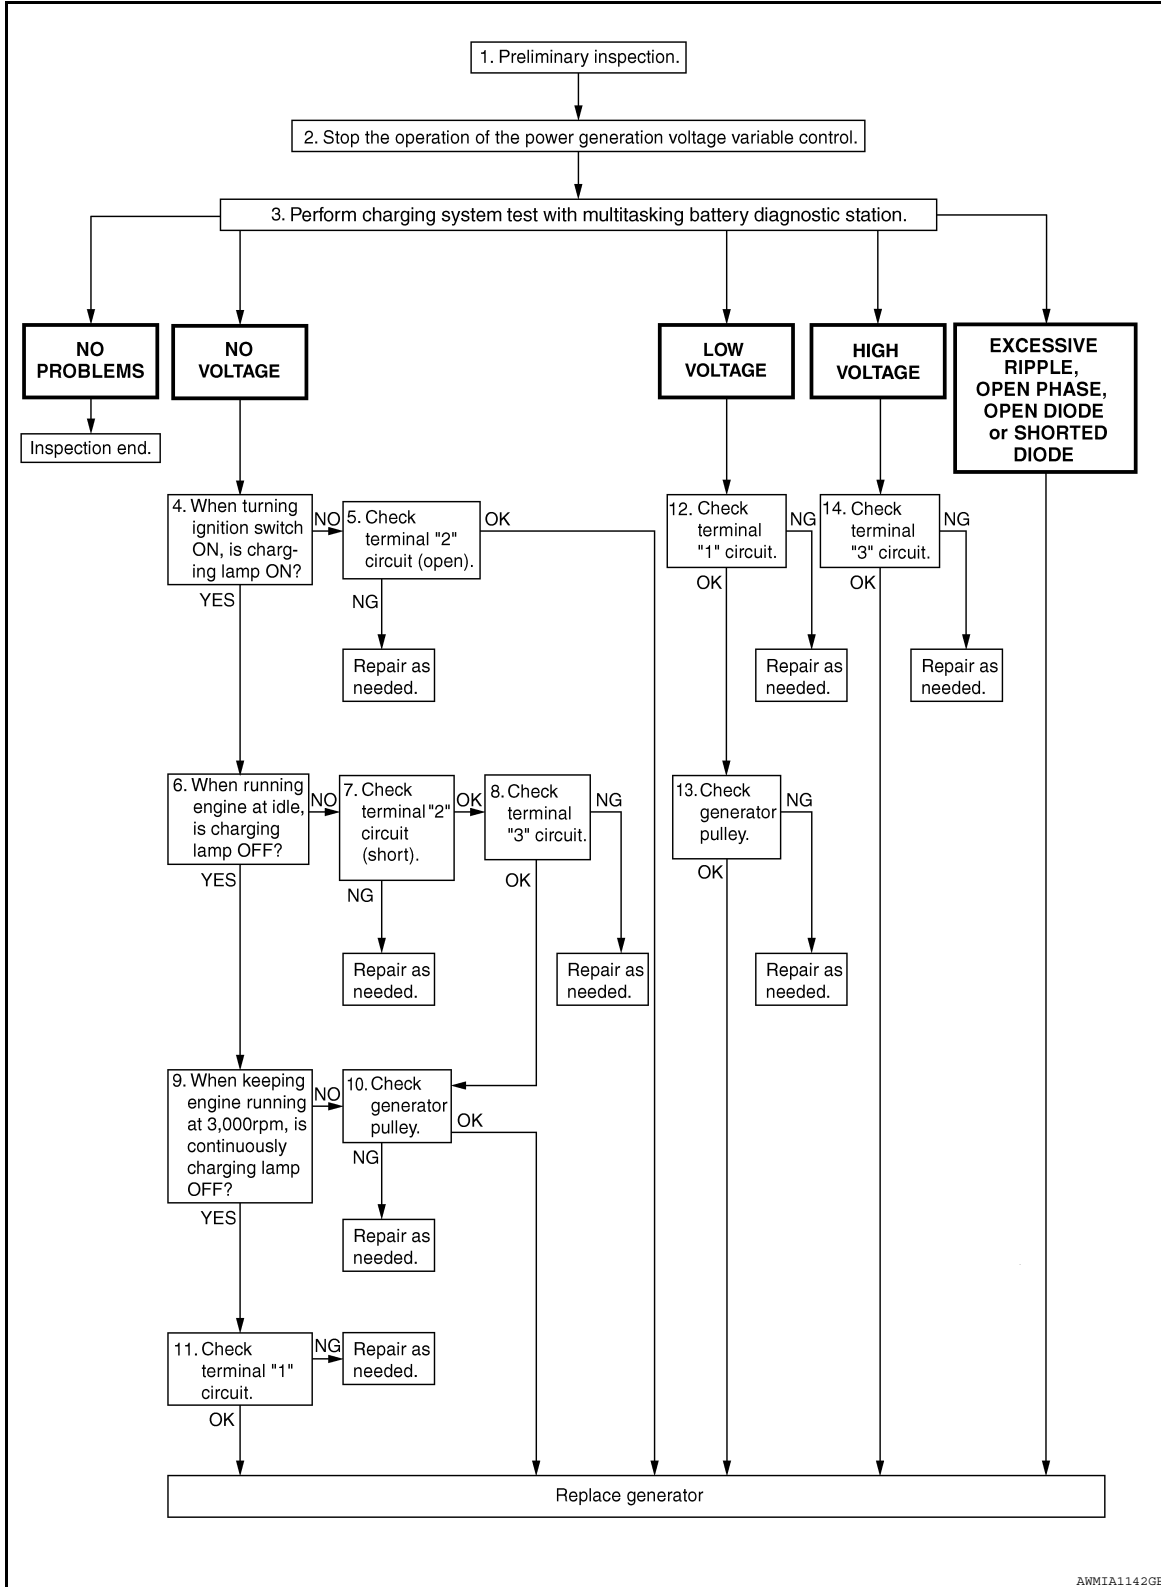 1. Preliminary inspection.
2. Stop the operation of the power generation voltage variable control.
3. Perform charging system test with multitasking battery diagnostic station.
NO
PROBLEMS
NO
VOLTAGE
LOW
VOLTAGE
HIGH
VOLTAGE
EXCESSIVE
RIPPLE,
OPEN PHASE,
OPEN DIODE
or SHORTED
DIODE
Inspection end.
4. When turning
ignition switch
ON, is charg-
ing lamp ON?
NO
YES
5. Check
terminal "2"
circuit (open).
OK
NG
Repair as
needed.
12. Check
terminal
"1" circuit.
NG
OK
Repair as
needed.
14. Check
terminal
"3" circuit.
NG
OK
Repair as
needed.
6. When running
engine at idle,
is charging
lamp OFF?
NO
YES
7. Check
terminal "2"
circuit
(short).
OK
NG
Repair as
needed.
8. Check
terminal
"3" circuit.
NG
OK
Repair as
needed.
13. Check
generator
pulley.
NG
OK
Repair as
needed.
9. When keeping
engine running
at 3,000rpm, is
continuously
charging lamp
OFF?
NO
YES
10. Check
generator
pulley.
OK
NG
Repair as
needed.
11. Check
terminal "1"
circuit.
NG
OK
Repair as
needed.
Replace generator